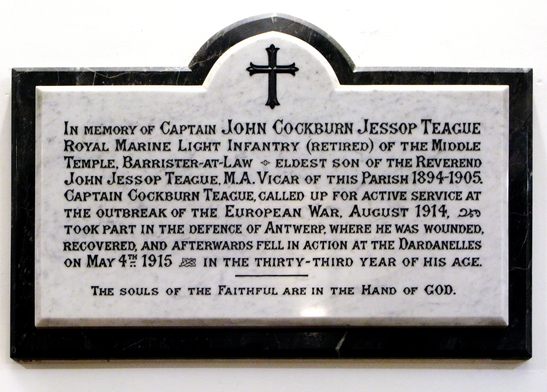 In memory of Captain John Cockburn Jessop Teague
Royal Marine Light Infantry (retired) of the Middle
Temple, Barrister-at-Law ✧ eldest son of the Reverend
John Jessop Teague, M.A. Vicar of this Parish 1894-1905.
Captain Cockburn Teague, called up for active service at
the outbreak of the European War, August 1914,
took part in the defence of Antwerp, where he was wounded,
recovered, and afterwards fell in action at the Dardanelles
on May 4th 1915 in the thirty-third year of his age.
The souls of the Faithful are in the Hand of GOD.